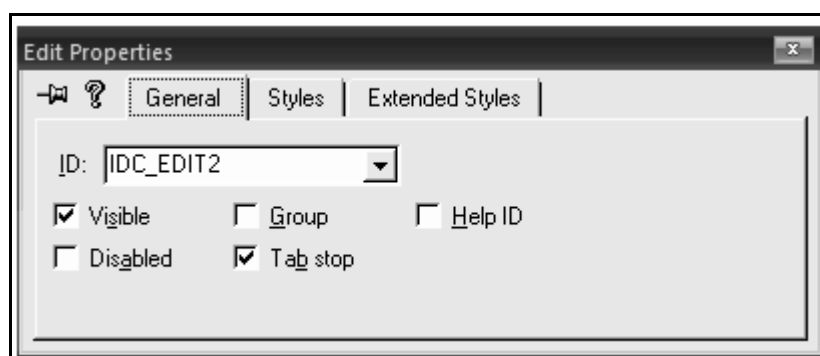 Edit Properties
General Styles Extended Styles
ID: IDC_EDIT2
Visible Group Help ID
Disabled Tab stop